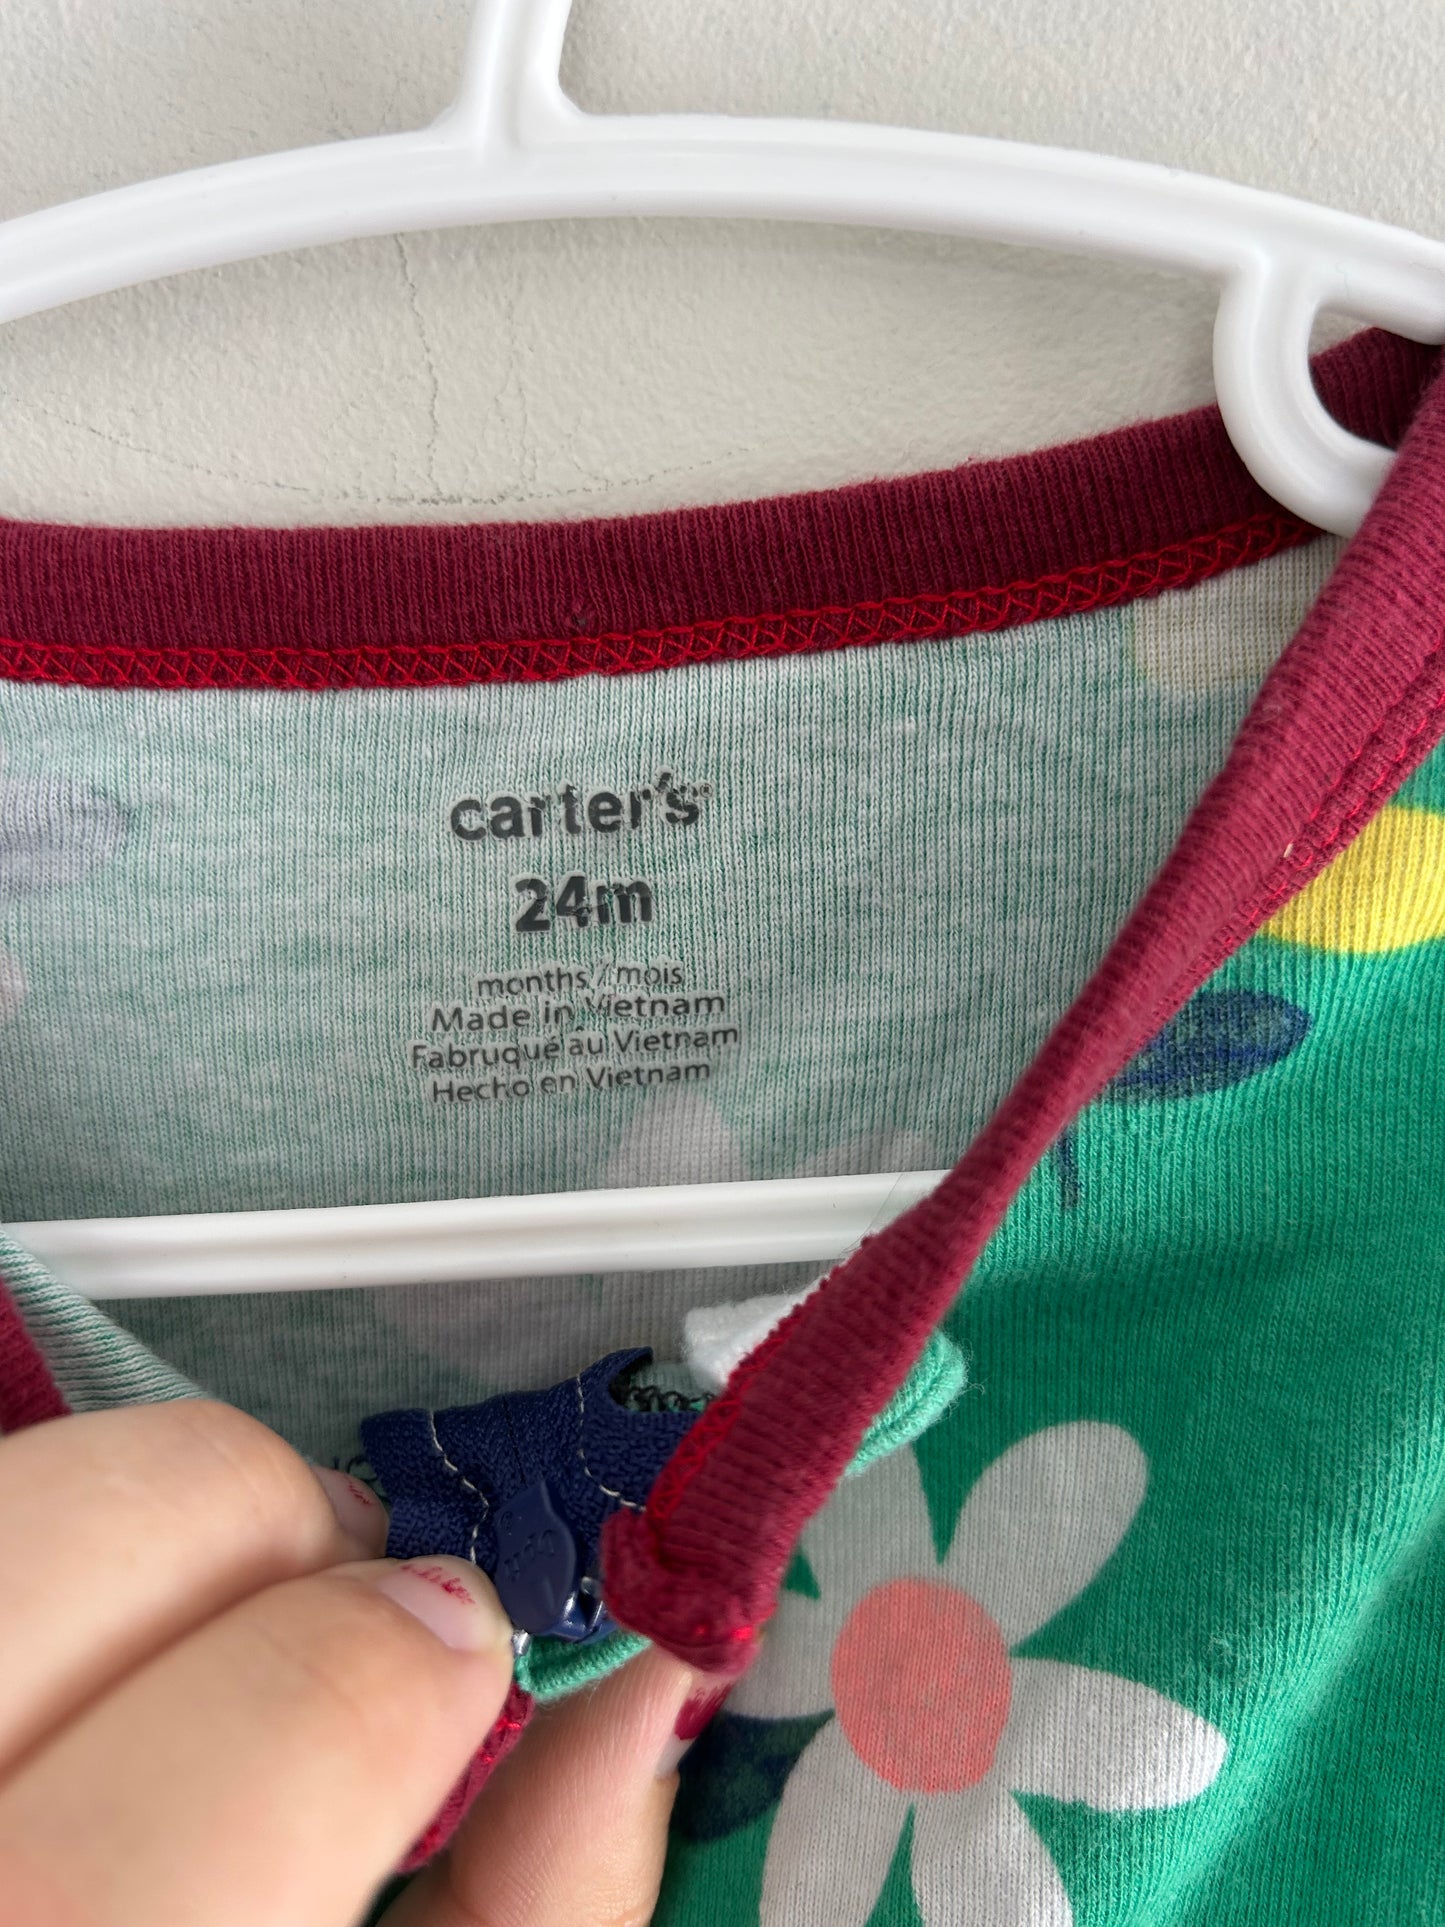 carter's®
24m
months / mois
Made in Vietnam
Fabruqué au Vietnam
Hecho en Vietnam